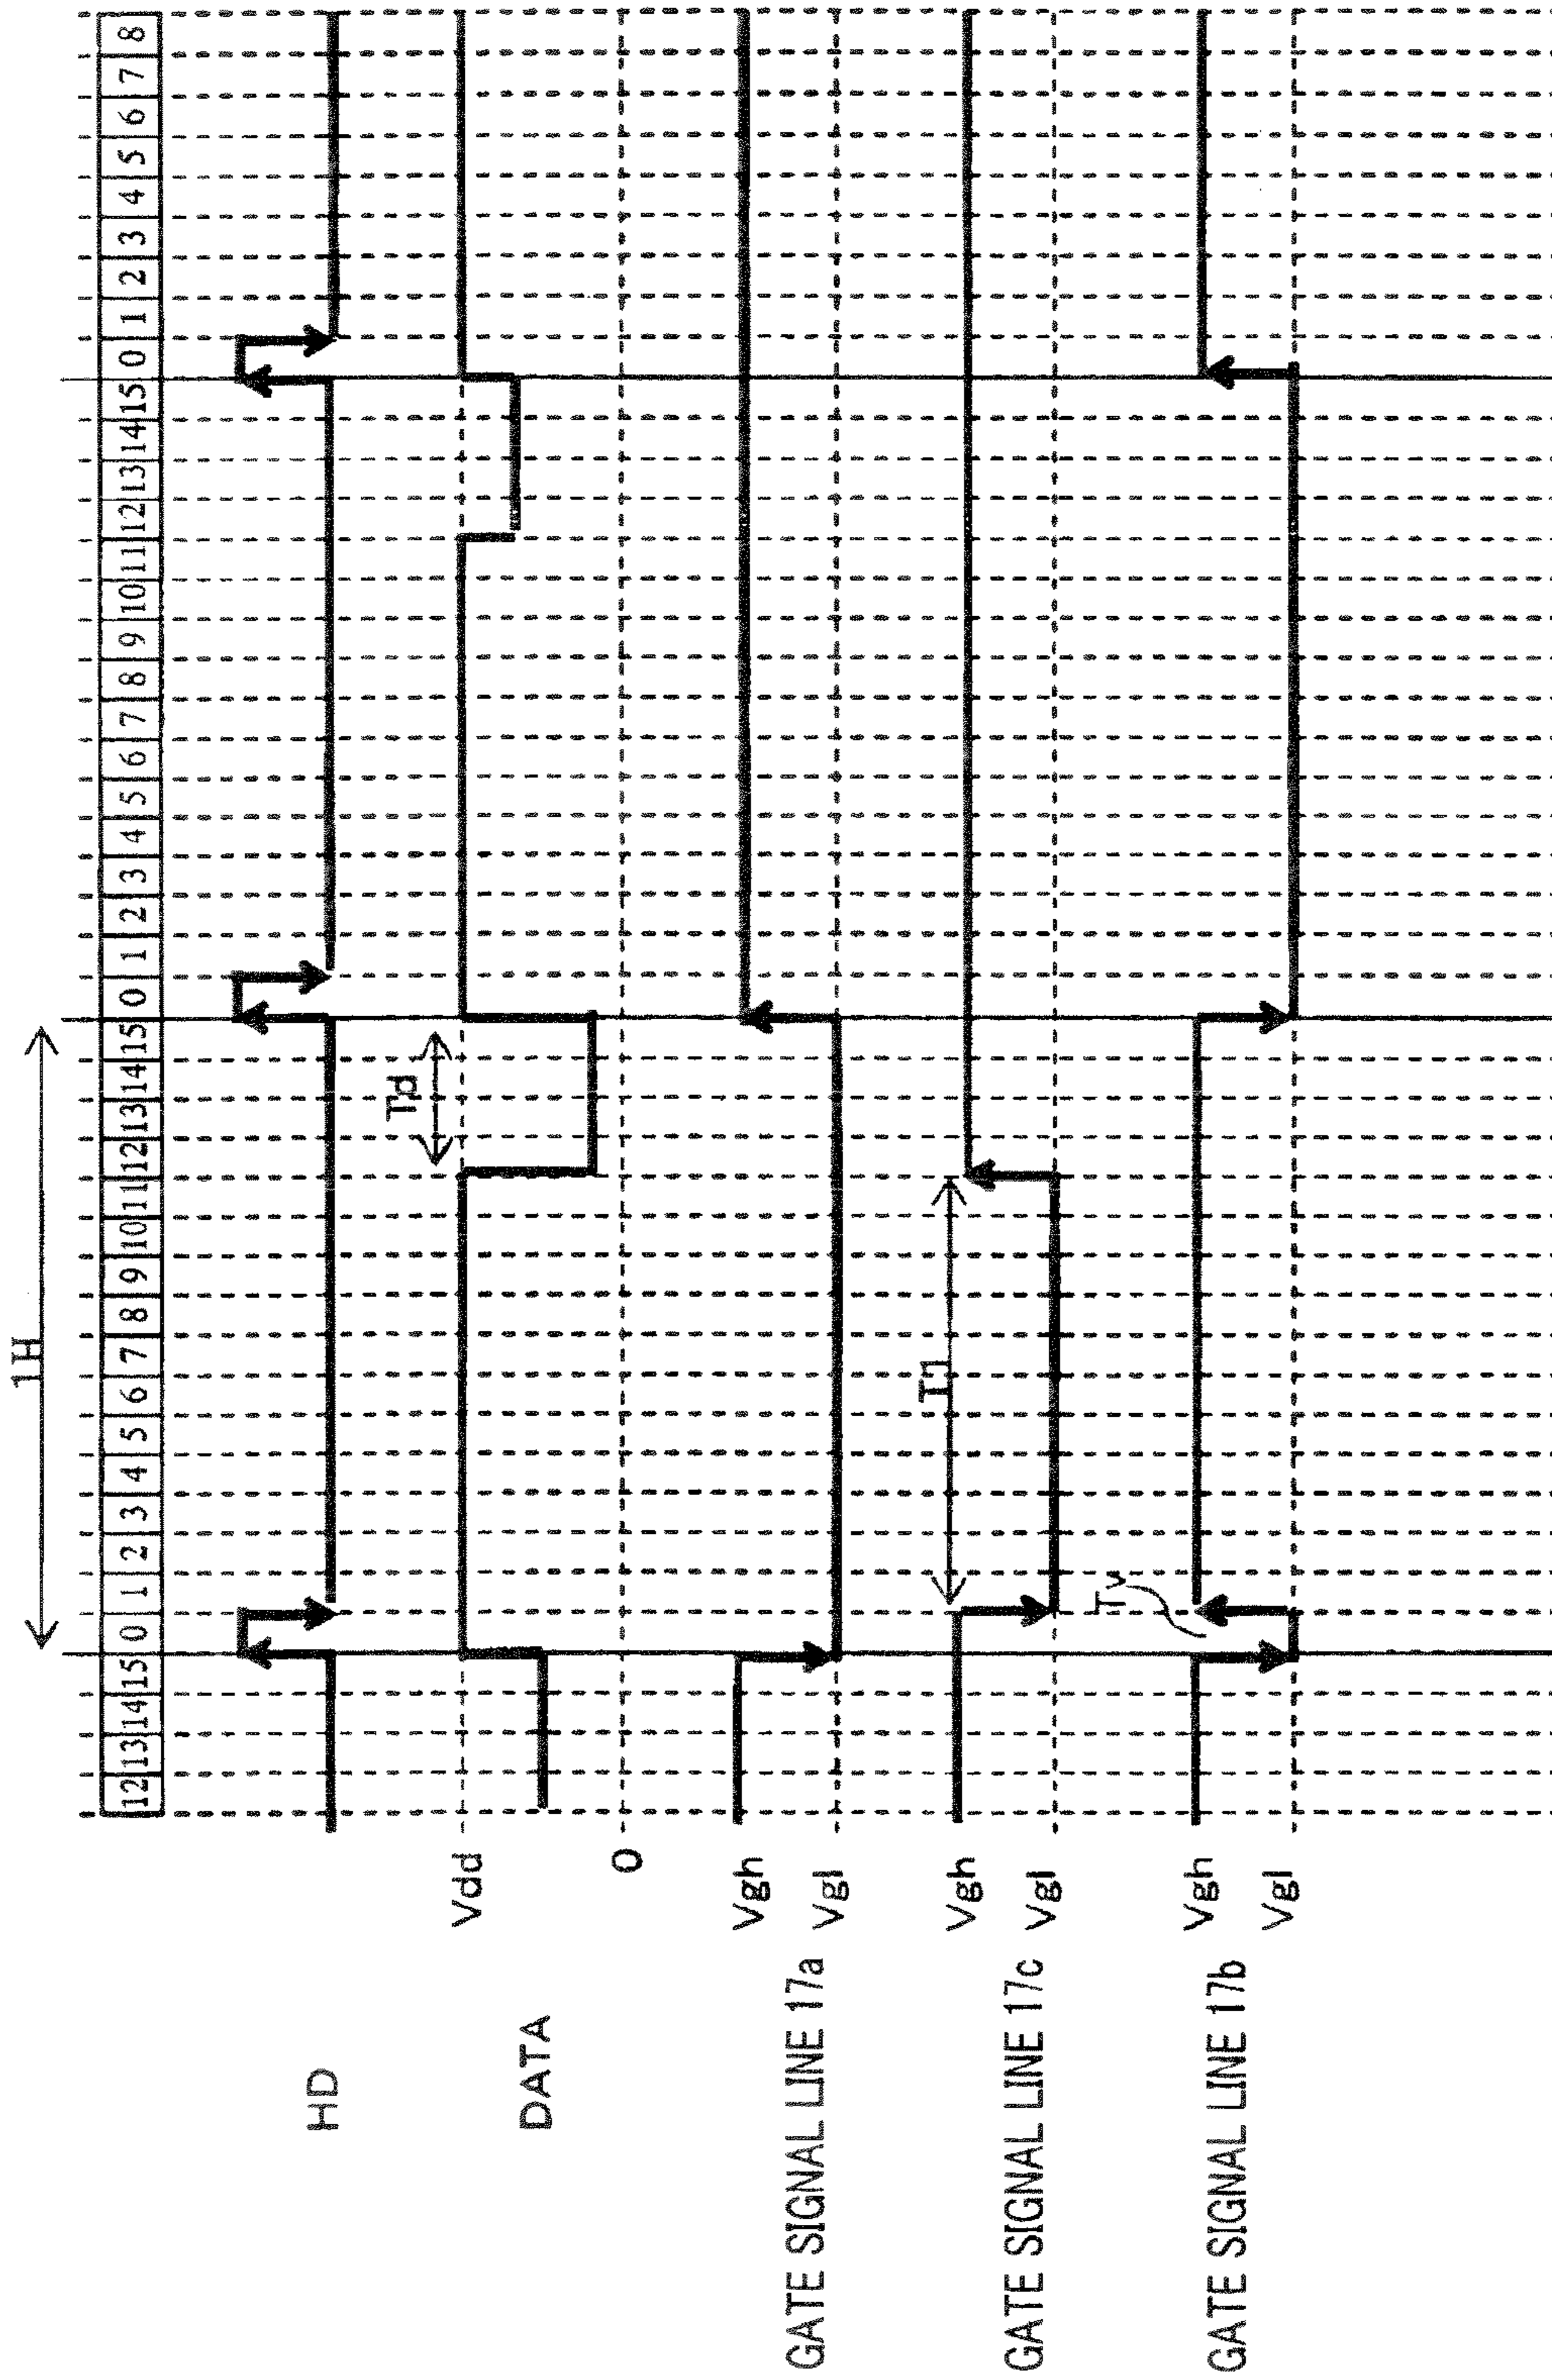 1H
12 13 14 15 0 1 2 3 4 5 6 7 8 9 10 11 12 13 14 15 0 1 2 3 4 5 6 7 8 9 10 11 12 13 14 15 0 1 2 3 4 5 6 7 8
HD
Td
Vdd
DATA
0
Vgh
GATE SIGNAL LINE 17a
Vgl
T1
Vgh
GATE SIGNAL LINE 17c
Vgl
Tv
Vgh
GATE SIGNAL LINE 17b
Vgl